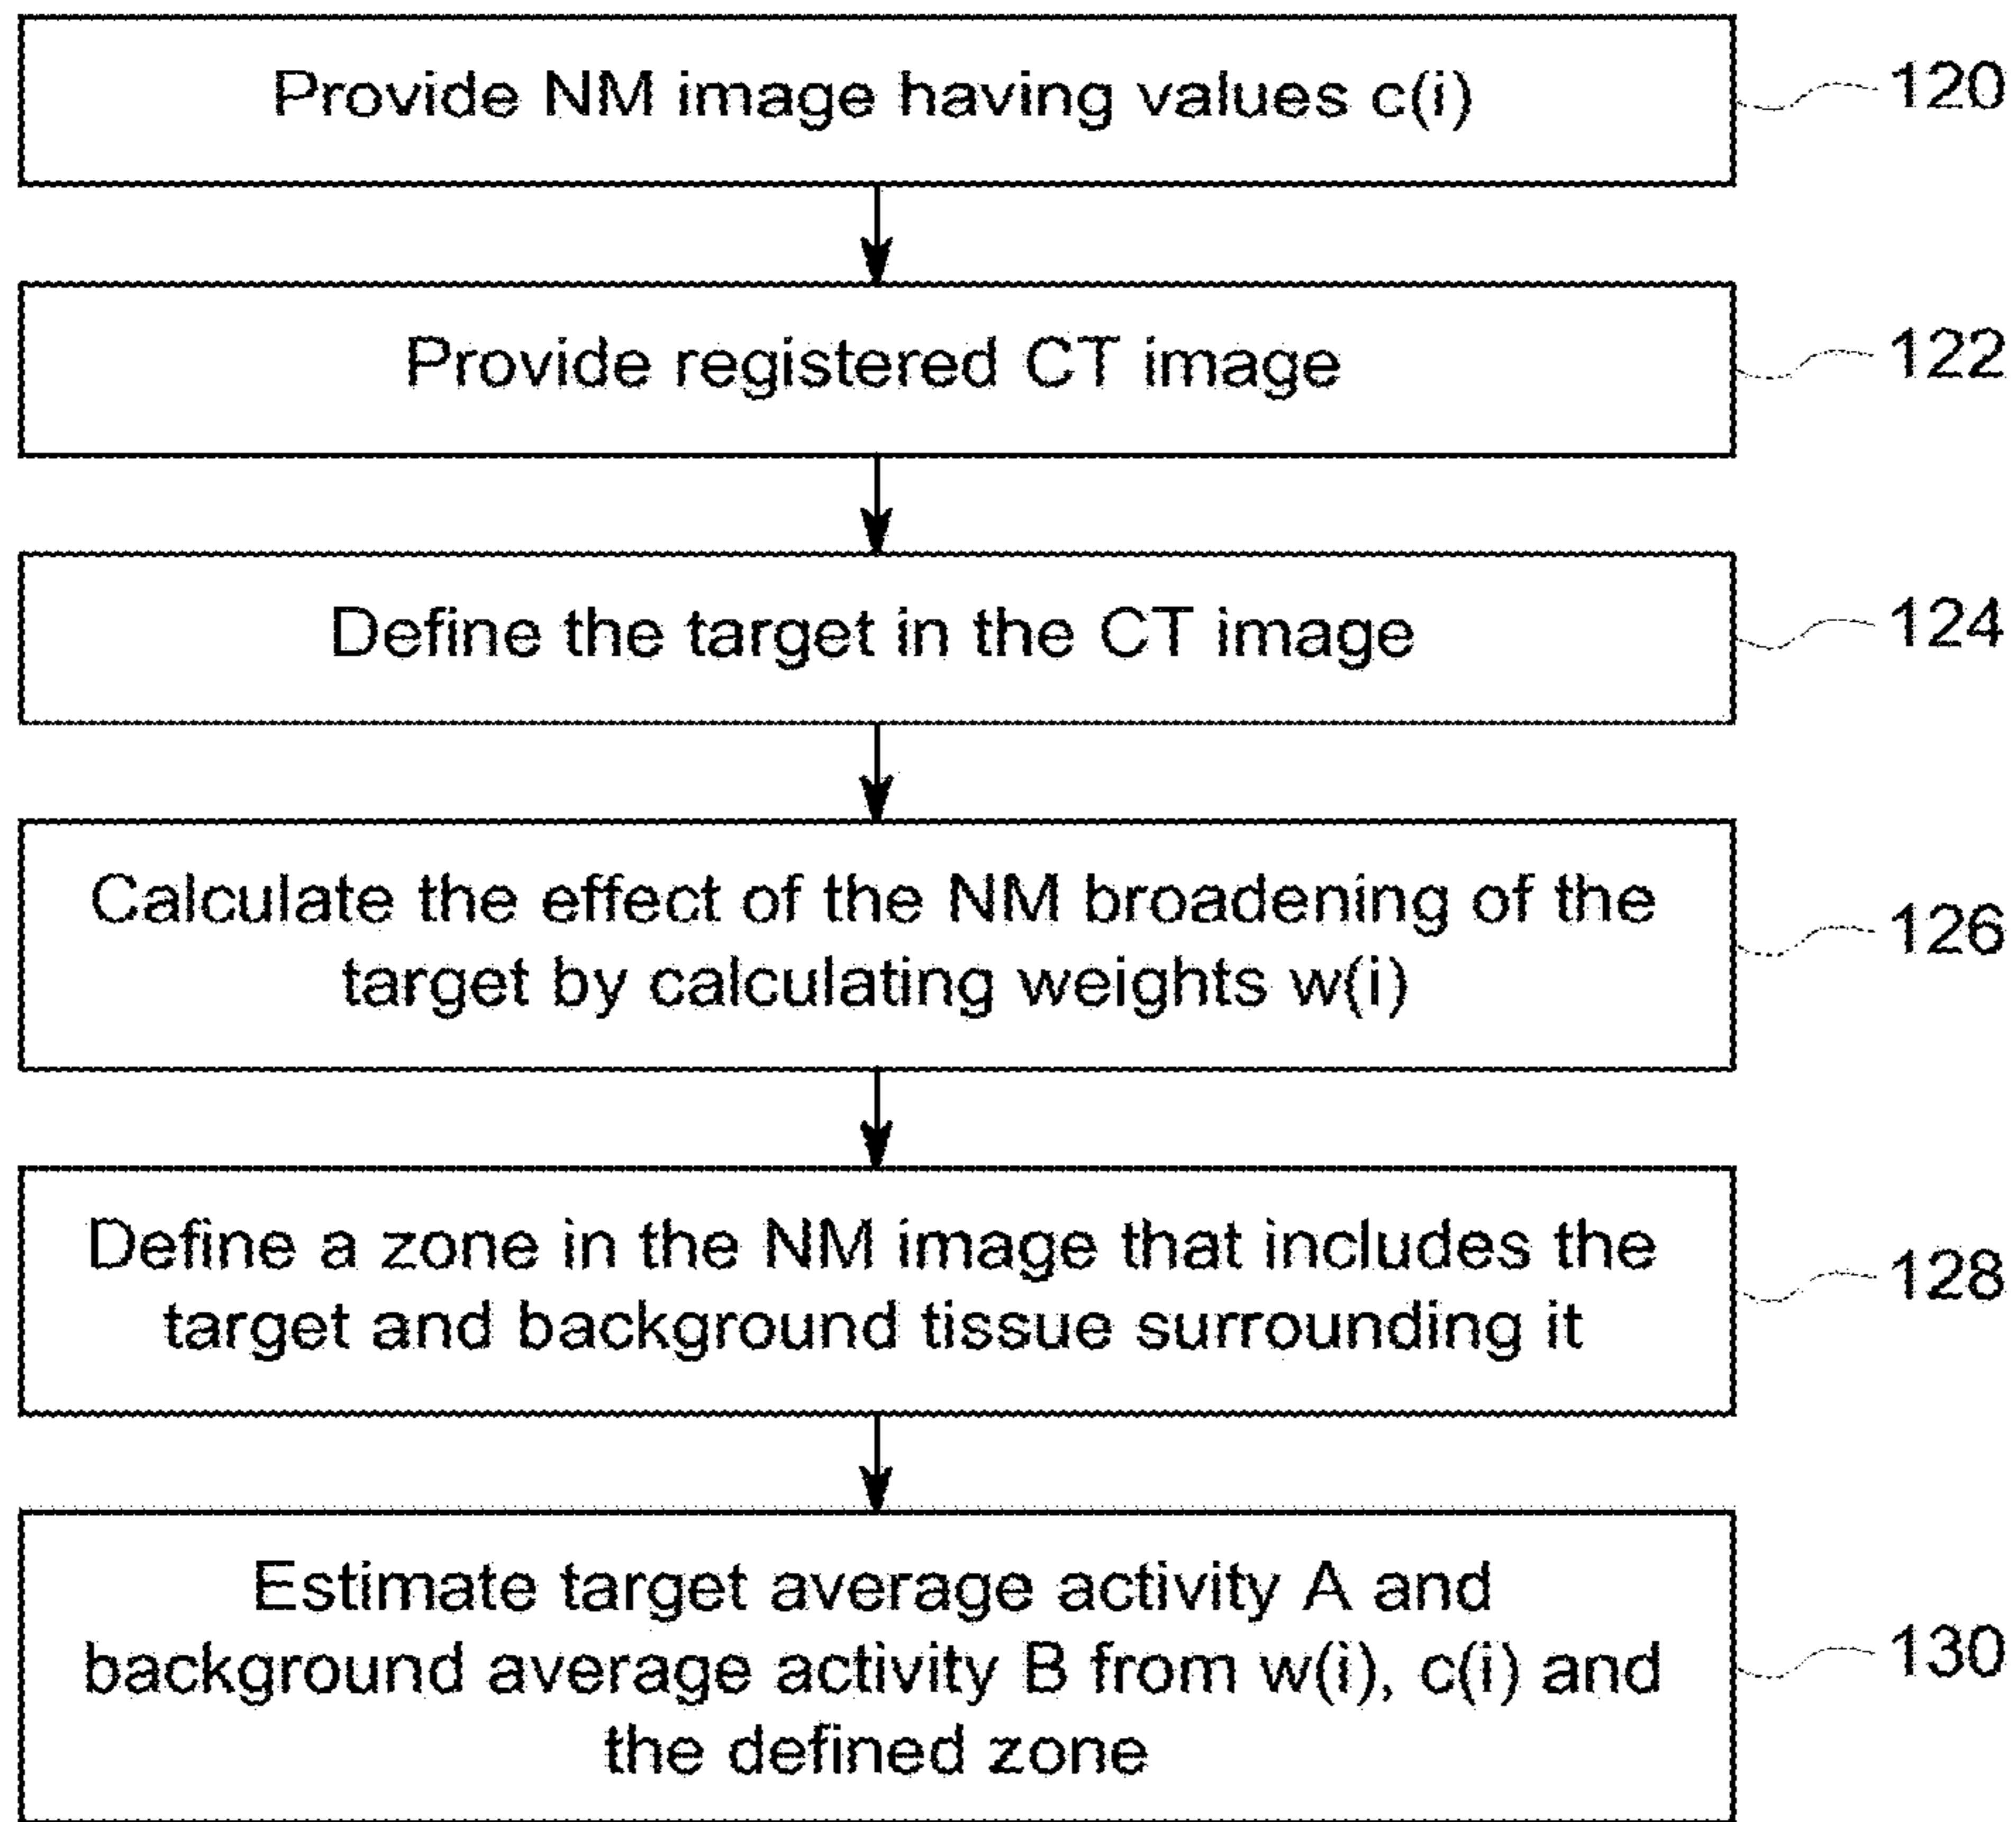 Provide NM image having values c(i)
120
Provide registered CT image
122
Define the target in the CT image
124
Calculate the effect of the NM broadening of the
target by calculating weights w(i)
126
Define a zone in the NM image that includes the
target and background tissue surrounding it
128
Estimate target average activity A and
background average activity B from w(i), c(i) and
the defined zone
130